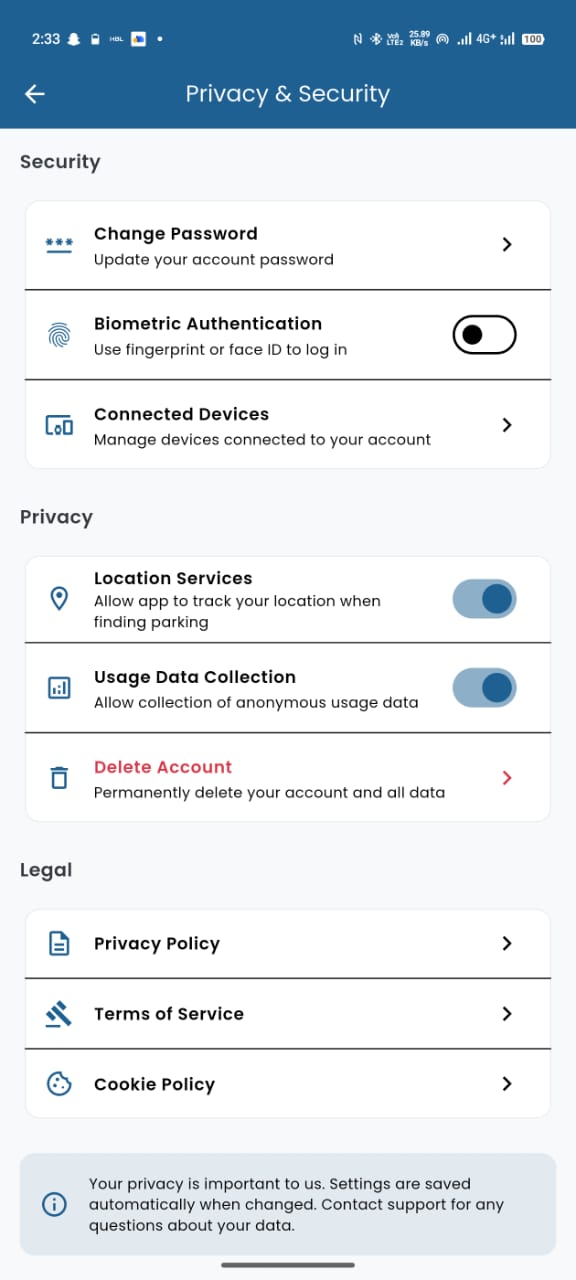 2:33 HBL VoLTE2 25.89 KB/s 4G+ 100
Privacy & Security
Security
***
Change Password
Update your account password
Biometric Authentication
Use fingerprint or face ID to log in
Connected Devices
Manage devices connected to your account
Privacy
Location Services
Allow app to track your location when
finding parking
Usage Data Collection
Allow collection of anonymous usage data
Delete Account
Permanently delete your account and all data
Legal
Privacy Policy
Terms of Service
Cookie Policy
Your privacy is important to us. Settings are saved
automatically when changed. Contact support for any
questions about your data.